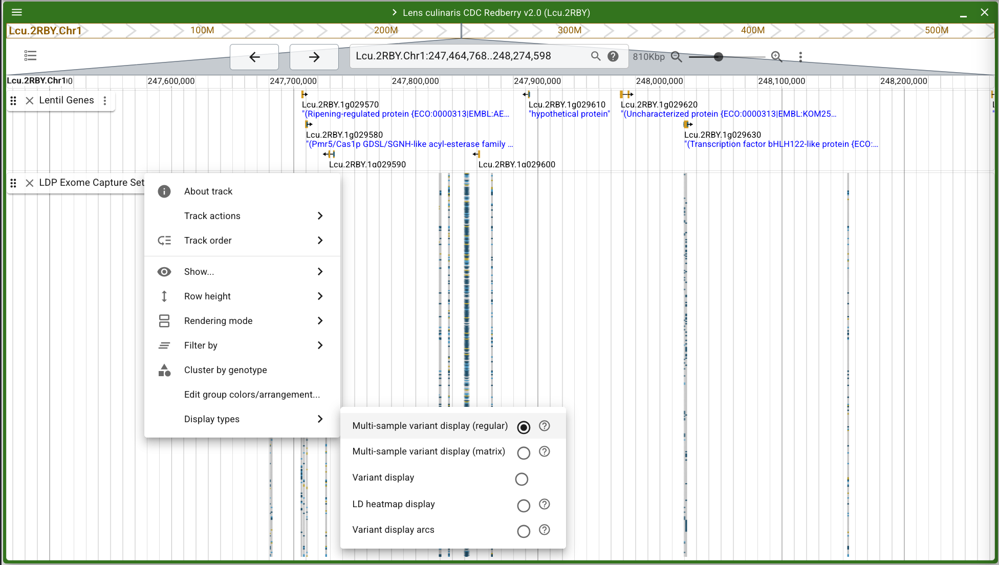 Lens culinaris CDC Redberry v2.0 (Lcu.2RBY)
Lcu.2RBY.Chr1 100M 200M 300M 400M 500M
Lcu.2RBY.Chr1:247,464,768..248,274,598 810Kbp
Lcu.2RBY.Chr1 247,600,000 247,700,000 247,800,000 247,900,000 248,000,000 248,100,000 248,200,000
Lentil Genes
Lcu.2RBY.1g029570 Lcu.2RBY.1g029610 Lcu.2RBY.1g029620
"(Ripening-regulated protein {ECO:0000313|EMBL:AE... "hypothetical protein" "(Uncharacterized protein {ECO:0000313|EMBL:KOM25...
Lcu.2RBY.1g029580 Lcu.2RBY.1g029630
"(Pmr5/Cas1p GDSL/SGNH-like acyl-esterase family ... "(Transcription factor bHLH122-like protein {ECO:...
Lcu.2RBY.1g029590 Lcu.2RBY.1g029600
LDP Exome Capture Set
About track
Track actions
Track order
Show...
Row height
Rendering mode
Filter by
Cluster by genotype
Edit group colors/arrangement...
Display types
Multi-sample variant display (regular)
Multi-sample variant display (matrix)
Variant display
LD heatmap display
Variant display arcs